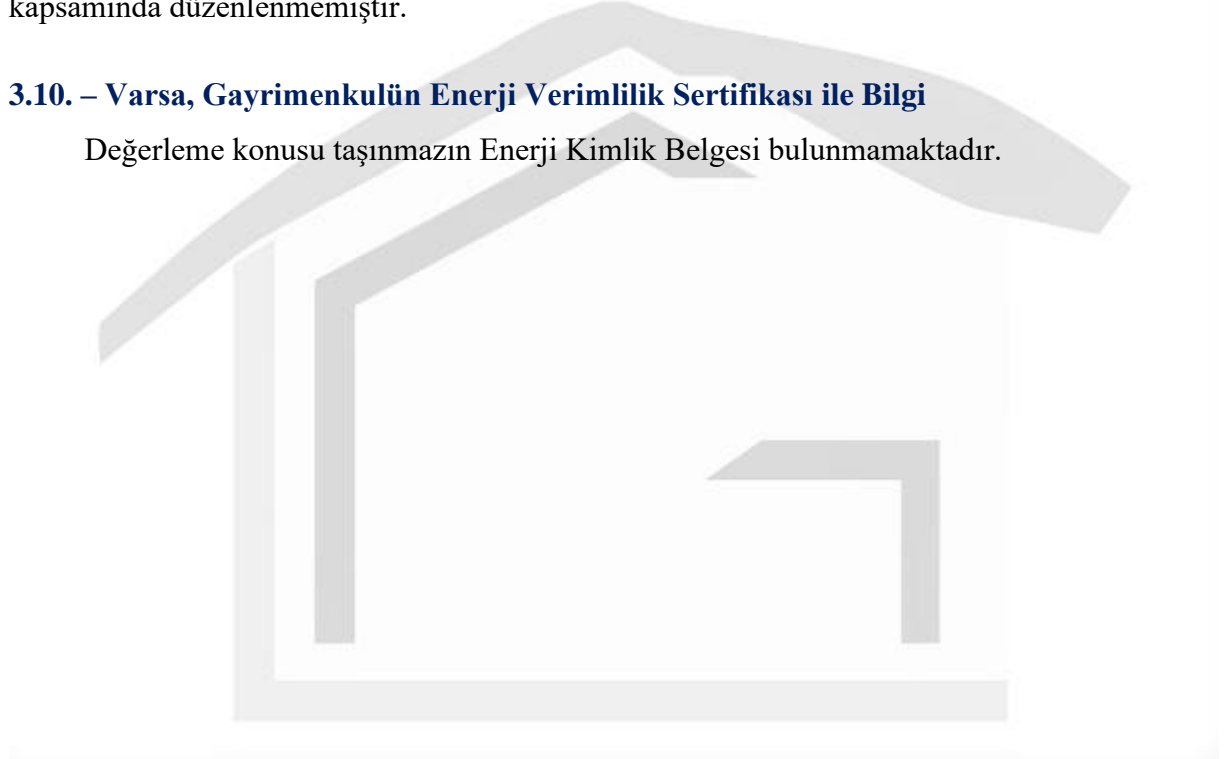 kapsamında düzenlenmemiştir.
3.10. – Varsa, Gayrimenkulün Enerji Verimlilik Sertifikası ile Bilgi
Değerleme konusu taşınmazın Enerji Kimlik Belgesi bulunmamaktadır.